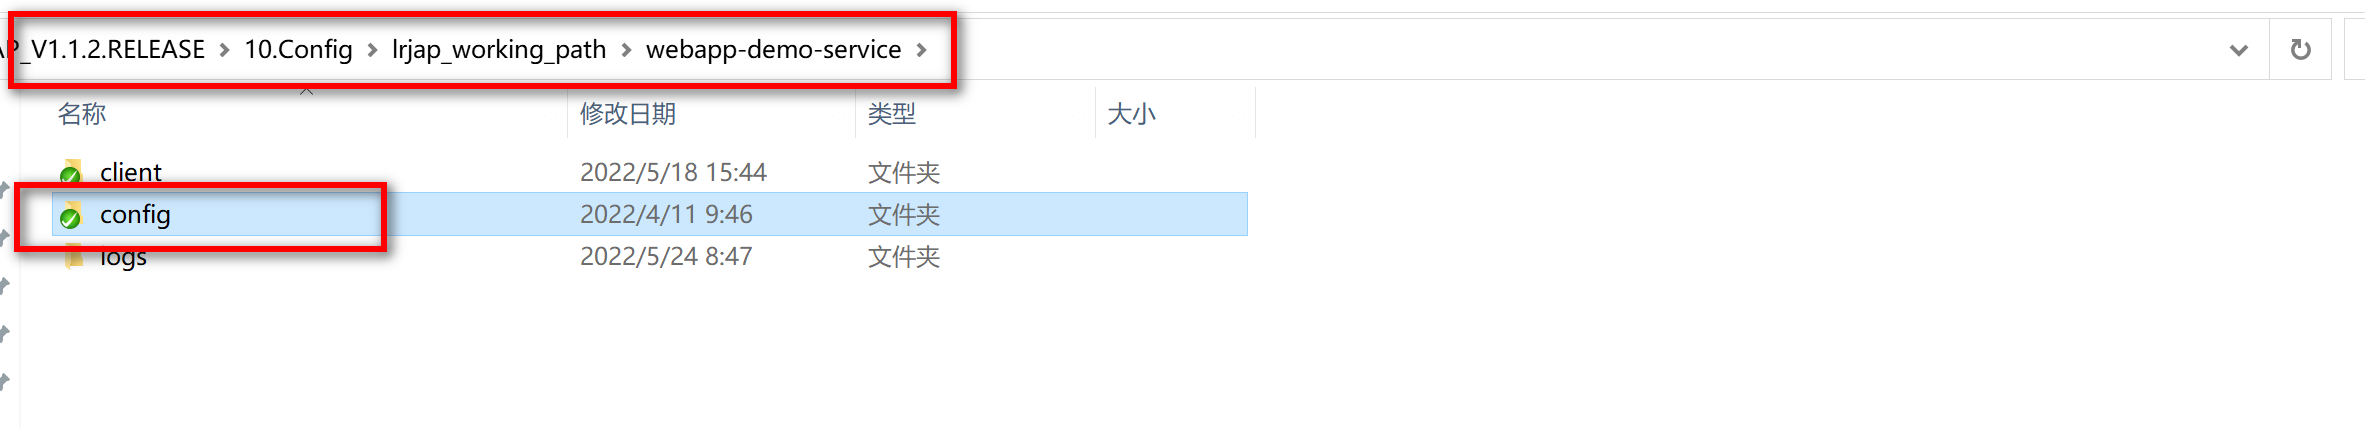 _V1.1.2.RELEASE > 10.Config > lrjap_working_path > webapp-demo-service >
名称 修改日期 类型 大小
client 2022/5/18 15:44 文件夹
config 2022/4/11 9:46 文件夹
logs 2022/5/24 8:47 文件夹